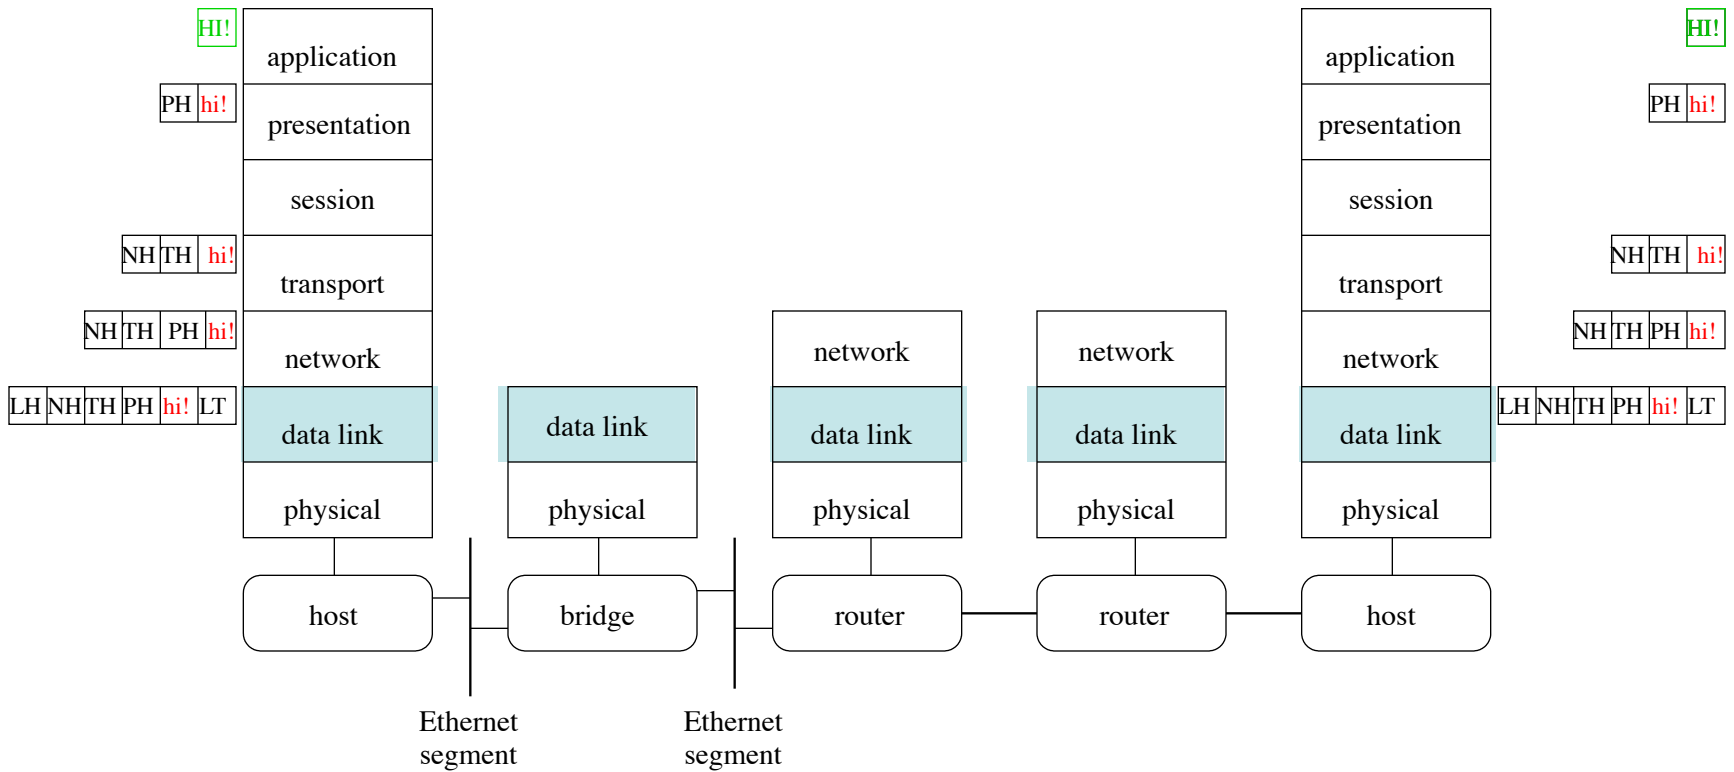 HI!
application
application
HI!
PH hi!
presentation
presentation
PH hi!
session
session
NH TH hi!
transport
transport
NH TH hi!
NH TH PH hi!
network
network
network
network
NH TH PH hi!
LH NH TH PH hi! LT
data link
data link
data link
data link
data link
LH NH TH PH hi! LT
physical
physical
physical
physical
physical
host
bridge
router
router
host
Ethernet
segment
Ethernet
segment